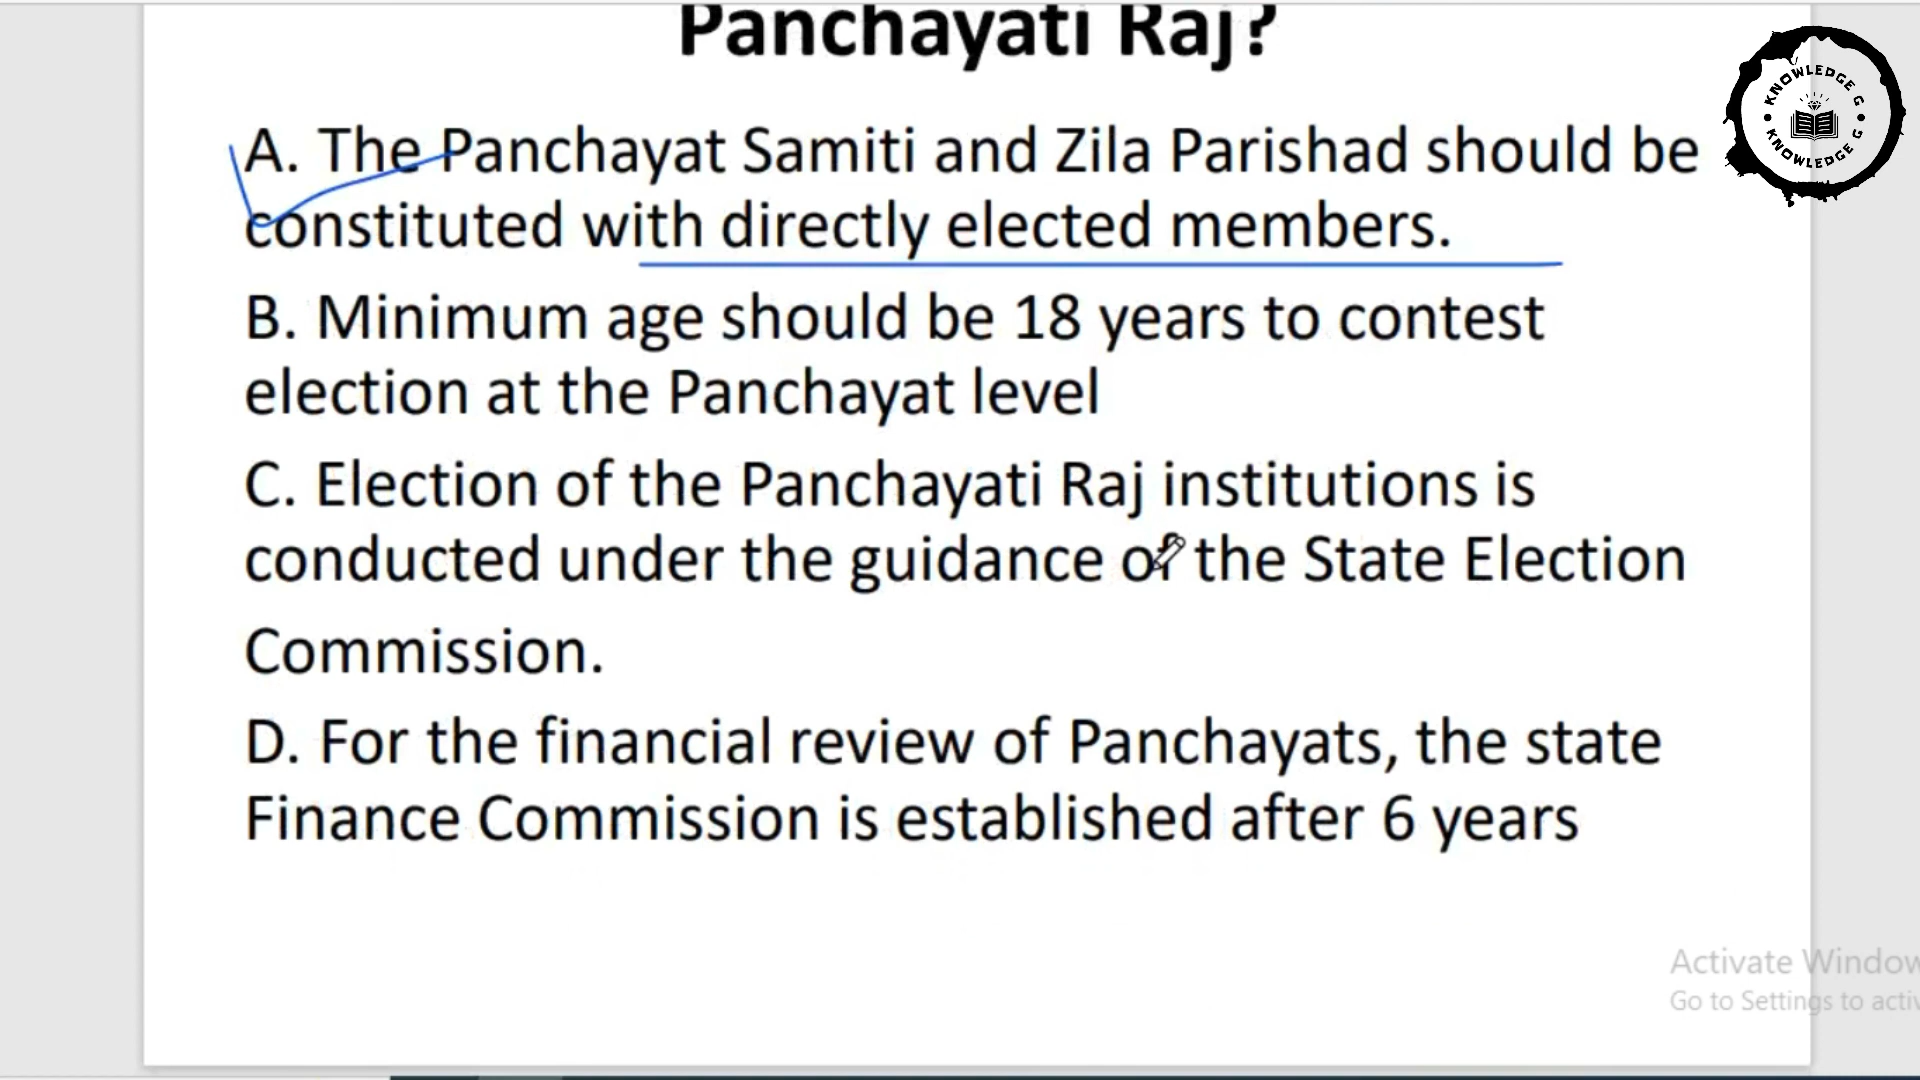 Panchayati Raj?
A. The Panchayat Samiti and Zila Parishad should be
constituted with directly elected members.
B. Minimum age should be 18 years to contest
election at the Panchayat level
C. Election of the Panchayati Raj institutions is
conducted under the guidance of the State Election
Commission.
D. For the financial review of Panchayats, the state
Finance Commission is established after 6 years
KNOWLEDGE G
KNOWLEDGE G
Activate Window
Go to Settings to activ